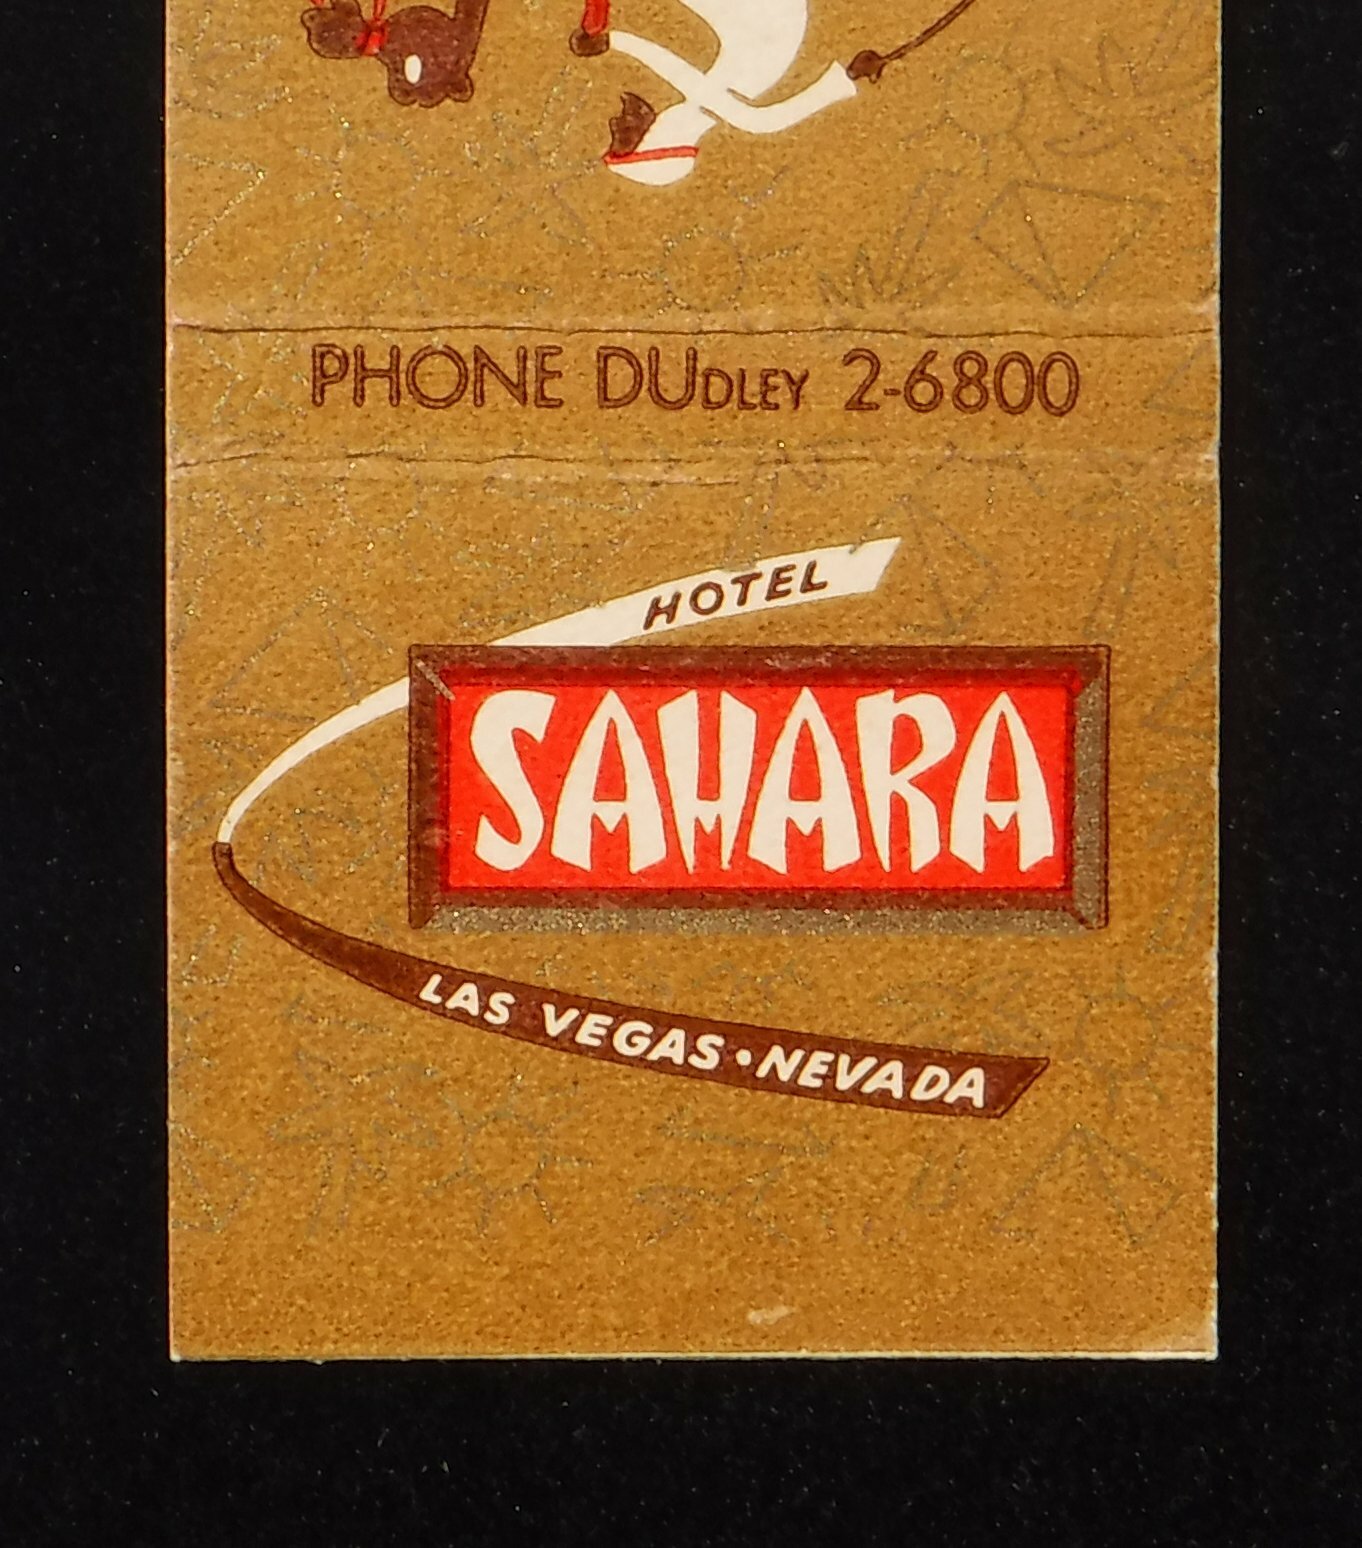 PHONE DUDLEY 2-6800
HOTEL
SAHARA
LAS VEGAS • NEVADA